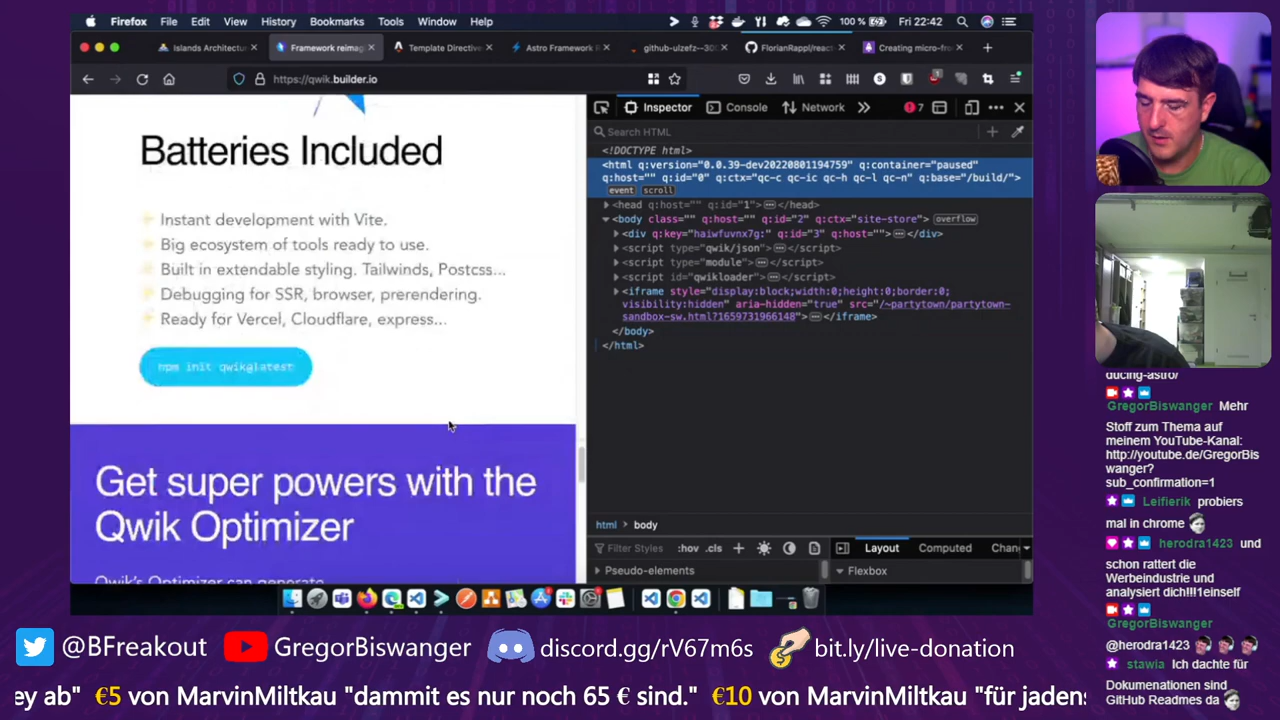 Firefox File Edit View History Bookmarks Tools Window Help
100 % Fri 22:42
Islands Architectu
Framework reimag
Template Directive
Astro Framework R
github-ulzefz--300
FlorianRappl/react
Creating micro-fro
https://qwik.builder.io
Batteries Included
Instant development with Vite.
Big ecosystem of tools ready to use.
Built in extendable styling. Tailwinds, Postcss...
Debugging for SSR, browser, prerendering.
Ready for Vercel, Cloudflare, express...
npm init qwik@latest
Get super powers with the
Qwik Optimizer
Qwik's Optimizer can generate
Inspector Console Network 7
Search HTML
<!DOCTYPE html>
<html q:version="0.0.39-dev20220801194759" q:container="paused"
q:host="" q:id="0" q:ctx="qc-c qc-ic qc-h qc-l qc-n" q:base="/build/">
event scroll
<head q:host="" q:id="1"></head>
<body class="" q:host="" q:id="2" q:ctx="site-store"> overflow
<div q:key="haiwfuvnx7g:" q:id="3" q:host=""></div>
<script type="qwik/json"></script>
<script type="module"></script>
<script id="qwikloader"></script>
<iframe style="display:block;width:0;height:0;border:0;
visibility:hidden" aria-hidden="true" src="/~partytown/partytown-
sandbox-sw.html?1659731966148"></iframe>
</body>
</html>
html > body
Filter Styles :hov .cls
Layout Computed Chang
Pseudo-elements
Flexbox
ducing-astro/
GregorBiswanger Mehr
Stoff zum Thema auf
meinem YouTube-Kanal:
http://youtube.de/GregorBis
wanger?
sub_confirmation=1
Leifierik probiers
mal in chrome
herodra1423 und
schon rattert die
Werbeindustrie und
analysiert dich!!!1einself
GregorBiswanger
@herodra1423
stawia Ich dachte für
Dokumenationen sind
GitHub Readmes da
@BFreakout
GregorBiswanger
discord.gg/rV67m6s
bit.ly/live-donation
ey ab" €5 von MarvinMiltkau "dammit es nur noch 65 € sind." €10 von MarvinMiltkau "für jadens